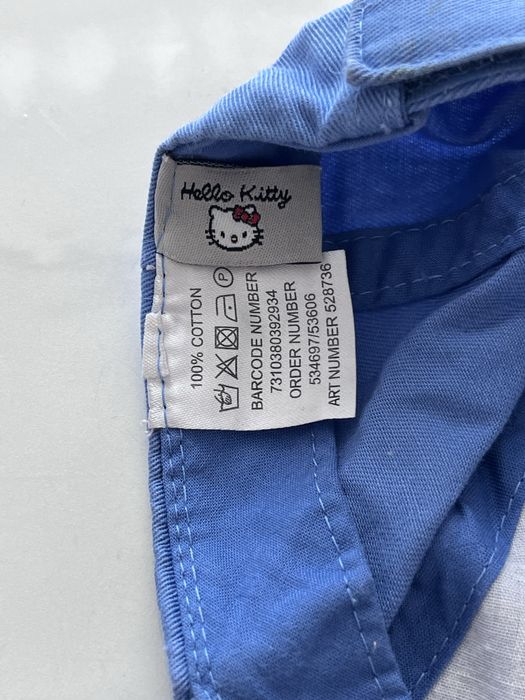 Hello Kitty
100% COTTON
P
BARCODE NUMBER
7310380392934
ORDER NUMBER
534697/53606
ART NUMBER 528736